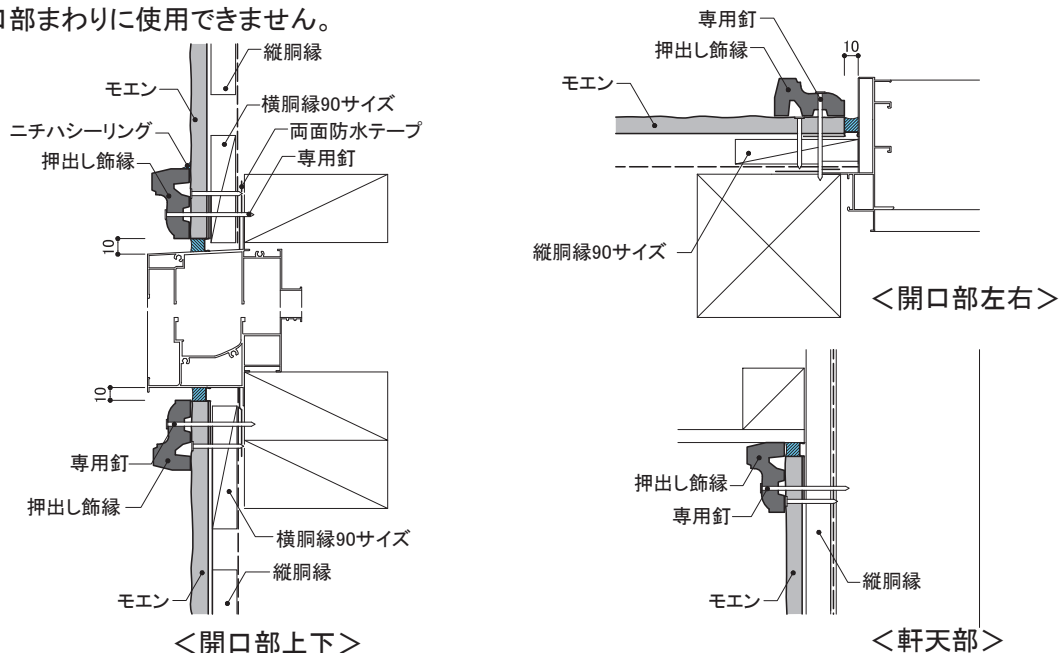 口部まわりに使用できません。
縦胴縁
モエン
横胴縁90サイズ
ニチハシーリング
両面防水テープ
押出し飾縁
専用釘
10
10
専用釘
押出し飾縁
横胴縁90サイズ
縦胴縁
モエン
<開口部上下>
専用釘
押出し飾縁
10
モエン
縦胴縁90サイズ
<開口部左右>
押出し飾縁
専用釘
縦胴縁
モエン
<軒天部>